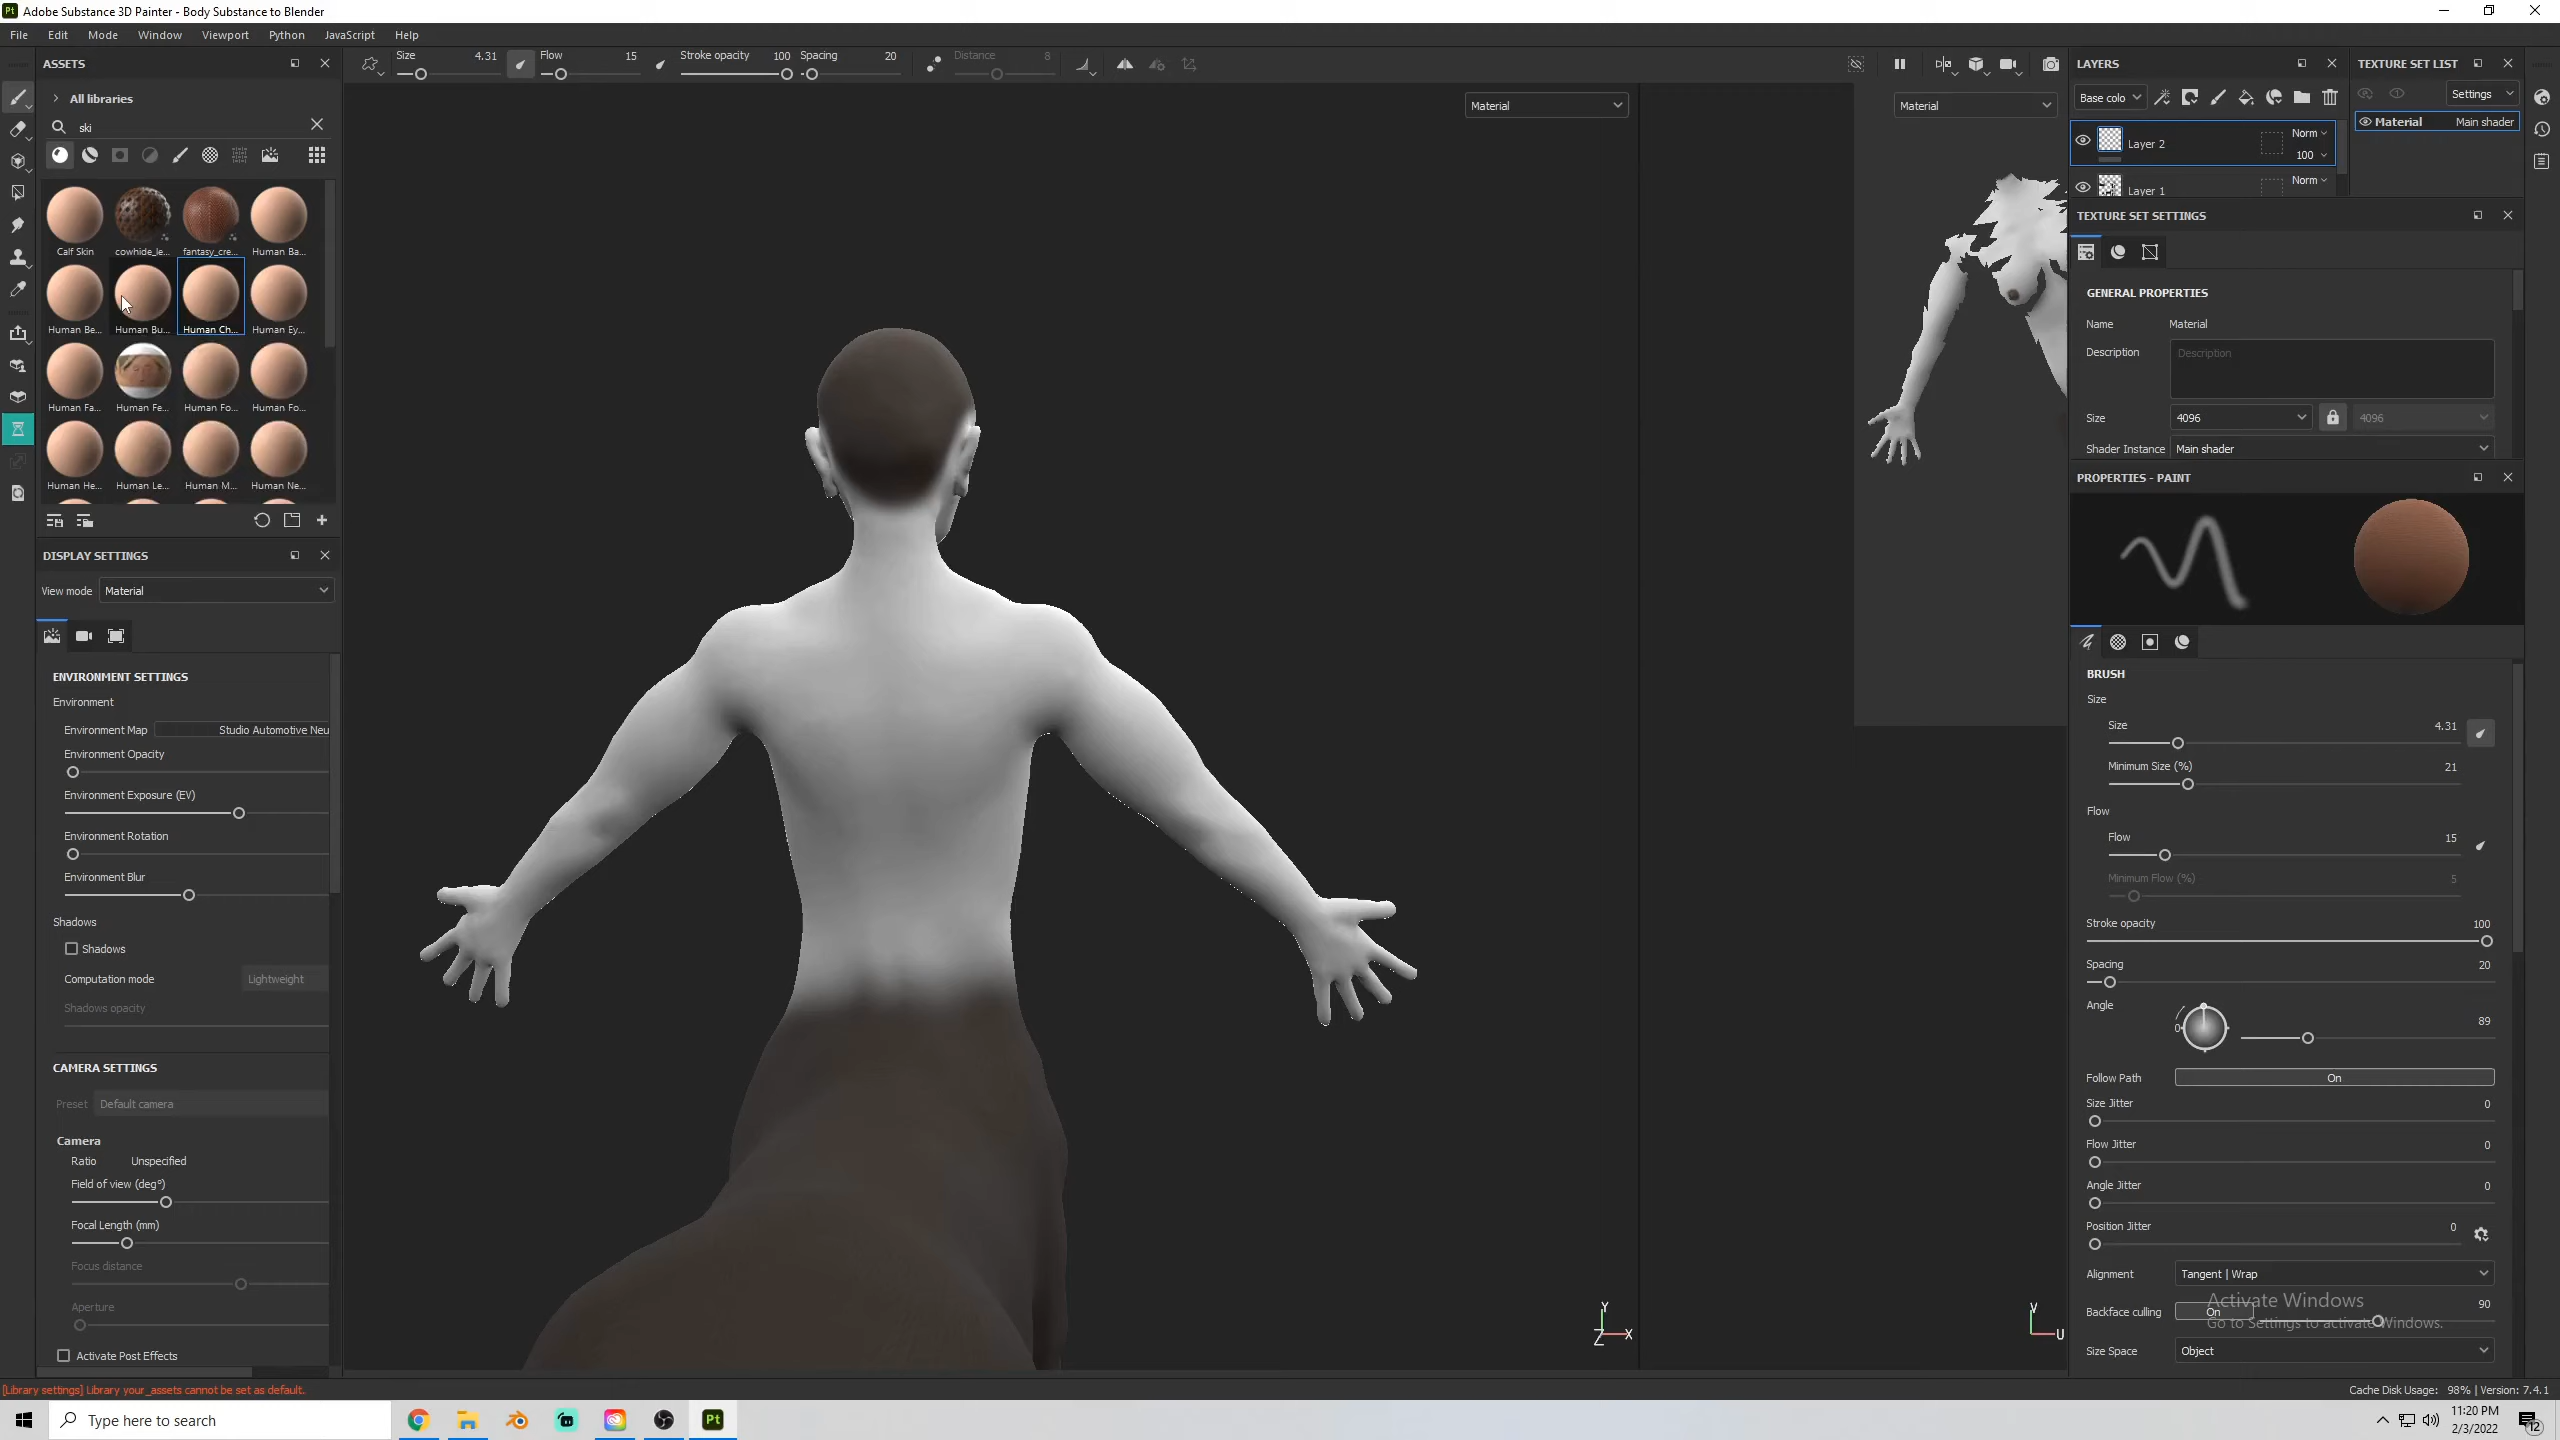 Pt Adobe Substance 3D Painter - Body Substance to Blender
File Edit Mode Window Viewport Python JavaScript Help
ASSETS
All libraries
ski
Calf Skin cowhide_le... fantasy_cre... Human Ba...
Human Be... Human Bu... Human Ch... Human Ey...
Human Fa... Human Fe... Human Fo... Human Fo...
Human He... Human Le... Human M... Human Ne...
DISPLAY SETTINGS
View mode Material
ENVIRONMENT SETTINGS
Environment
Environment Map Studio Automotive Neu
Environment Opacity
Environment Exposure (EV)
Environment Rotation
Environment Blur
Shadows
Shadows
Computation mode Lightweight
Shadows opacity
CAMERA SETTINGS
Preset Default camera
Camera
Ratio Unspecified
Field of view (deg°)
Focal Length (mm)
Focus distance
Aperture
Activate Post Effects
Size 4.31 Flow 15 Stroke opacity 100 Spacing 20 Distance 8
Material
Material
Y
Z X
V
U
LAYERS
Base colo
Layer 2 Norm
100
Layer 1 Norm
TEXTURE SET LIST
Settings
Material Main shader
TEXTURE SET SETTINGS
GENERAL PROPERTIES
Name Material
Description Description
Size 4096 4096
Shader Instance Main shader
PROPERTIES - PAINT
BRUSH
Size
Size 4.31
Minimum Size (%) 21
Flow
Flow 15
Minimum Flow (%) 5
Stroke opacity 100
Spacing 20
Angle
0 89
Follow Path On
Size Jitter 0
Flow Jitter 0
Angle Jitter 0
Position Jitter 0
Alignment Tangent | Wrap
Activate Windows
Backface culling On 90
Go to Settings to activate Windows.
Size Space Object
[Library settings] Library your_assets cannot be set as default.
Cache Disk Usage: 98% | Version: 7.4.1
Type here to search
Pt
11:20 PM
2/3/2022
12